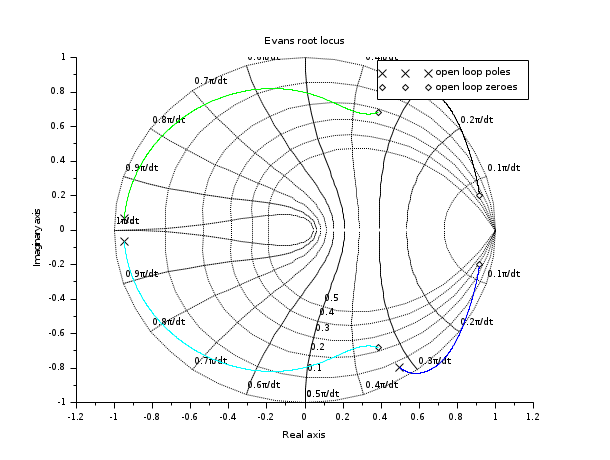 Evans root locus
1
0.8
0.6
0.4
0.2
0
-0.2
-0.4
-0.6
-0.8
-1
Imaginary axis
open loop poles
open loop zeroes
0.7π/dt
0.2π/dt
0.8π/dt
0.9π/dt
0.1π/dt
1π/dt
0.9π/dt
0.1π/dt
0.5
0.4
0.8π/dt
0.3
0.2π/dt
0.2
0.7π/dt
0.3π/dt
0.1
0.6π/dt
0.4π/dt
0.5π/dt
-1.2 -1 -0.8 -0.6 -0.4 -0.2 0 0.2 0.4 0.6 0.8 1 1.2
Real axis